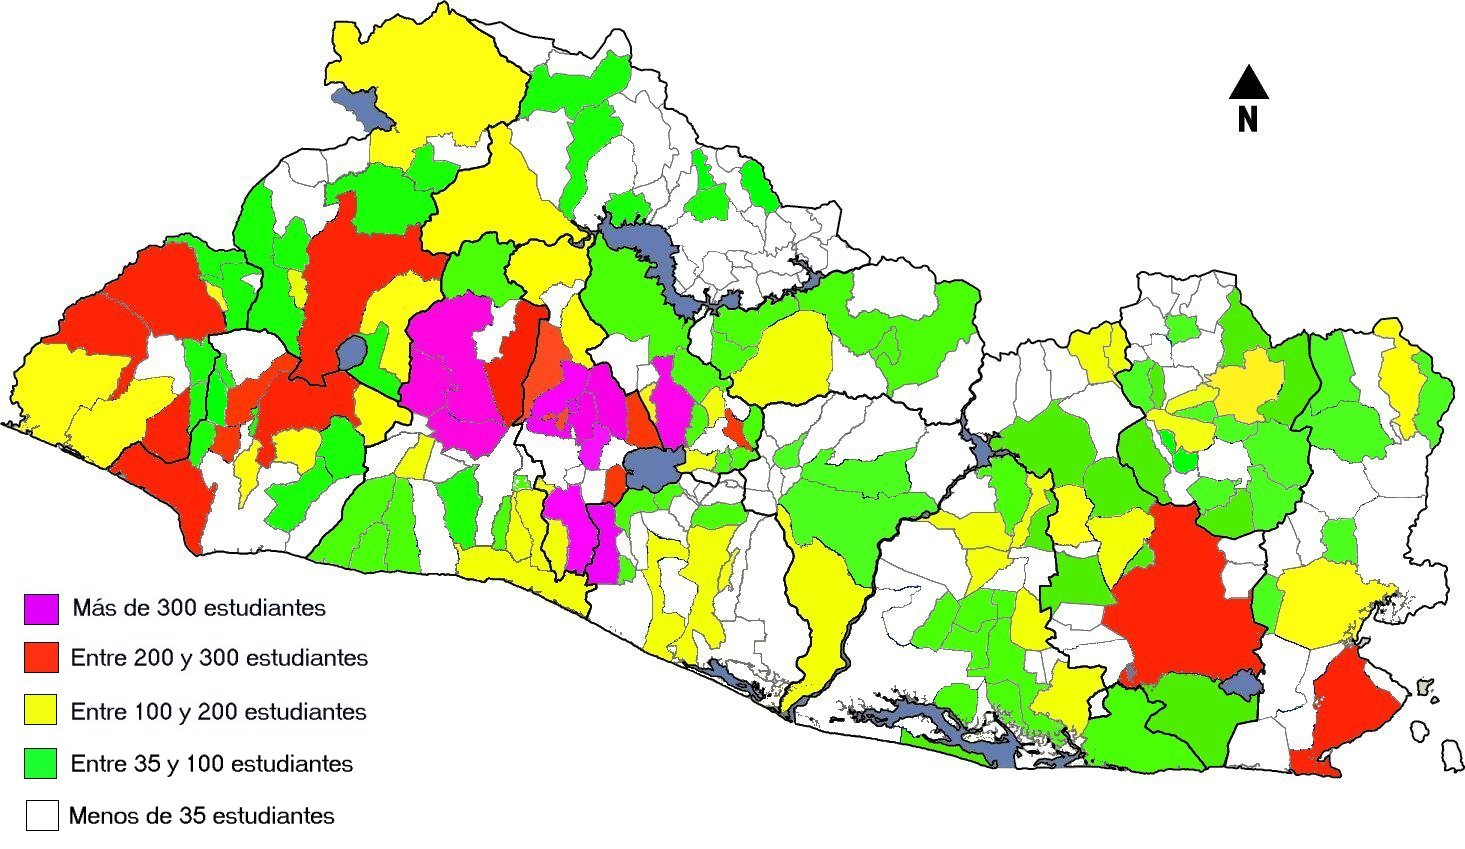 N
Más de 300 estudiantes
Entre 200 y 300 estudiantes
Entre 100 y 200 estudiantes
Entre 35 y 100 estudiantes
Menos de 35 estudiantes